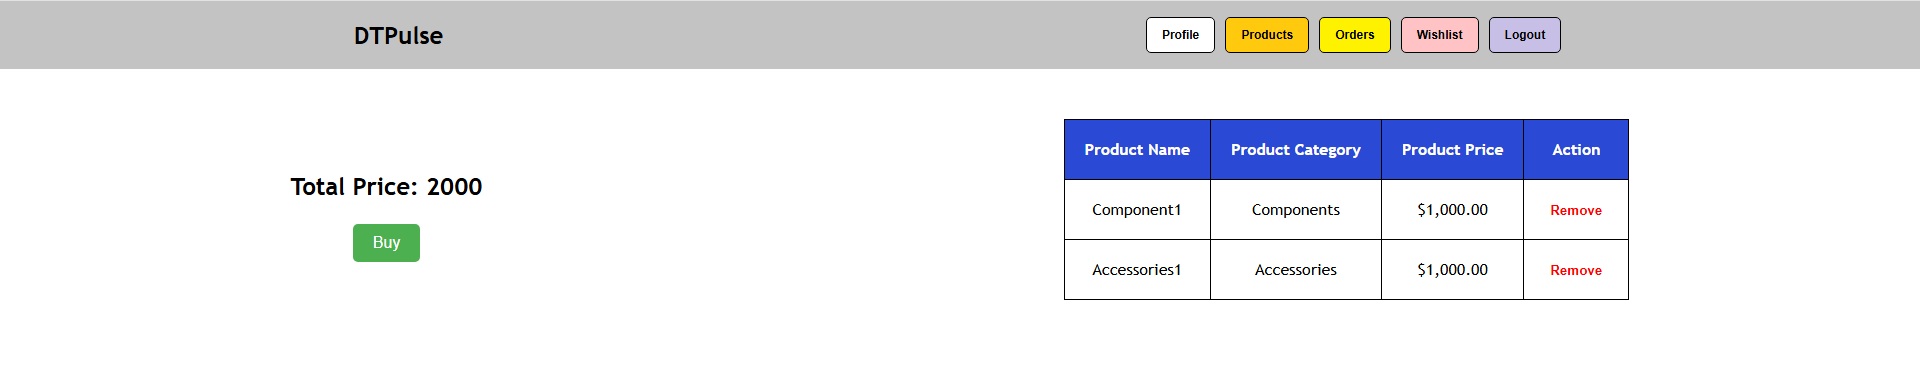 DTPulse
Profile Products Orders Wishlist Logout
Total Price: 2000
Buy
Product Name Product Category Product Price Action
Component1 Components $1,000.00 Remove
Accessories1 Accessories $1,000.00 Remove